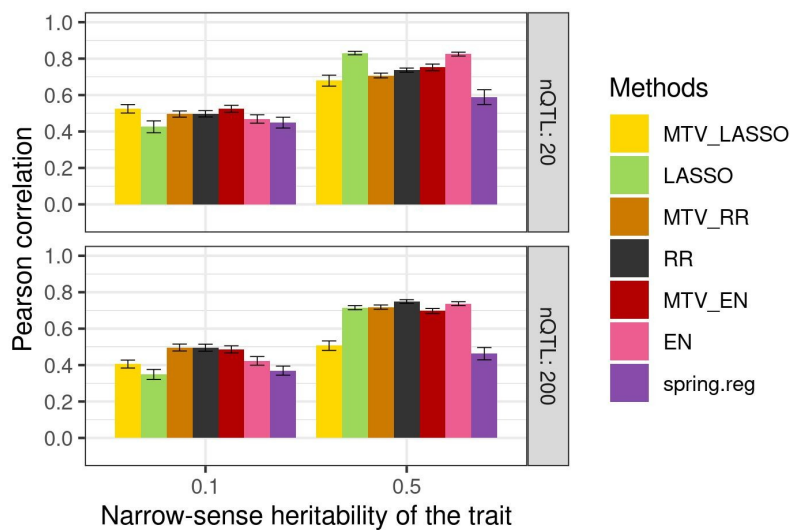 1.0
0.8
0.6
0.4
0.2
0.0
nQTL: 20
1.0
0.8
0.6
0.4
0.2
0.0
nQTL: 200
Pearson correlation
0.1
0.5
Narrow-sense heritability of the trait
Methods
MTV_LASSO
LASSO
MTV_RR
RR
MTV_EN
EN
spring.reg